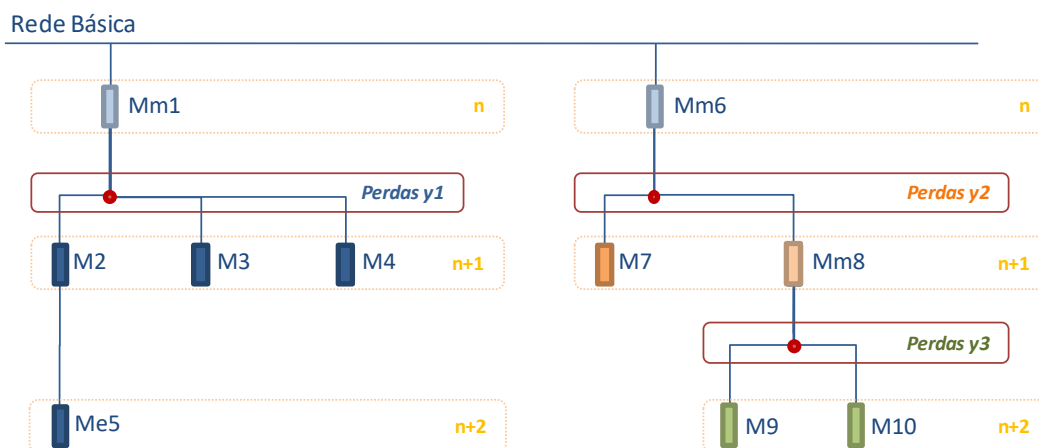 Rede Básica
Mm1 n Mm6 n
Perdas y1 Perdas y2
M2 M3 M4 n+1 M7 Mm8 n+1
Perdas y3
Me5 n+2 M9 M10 n+2